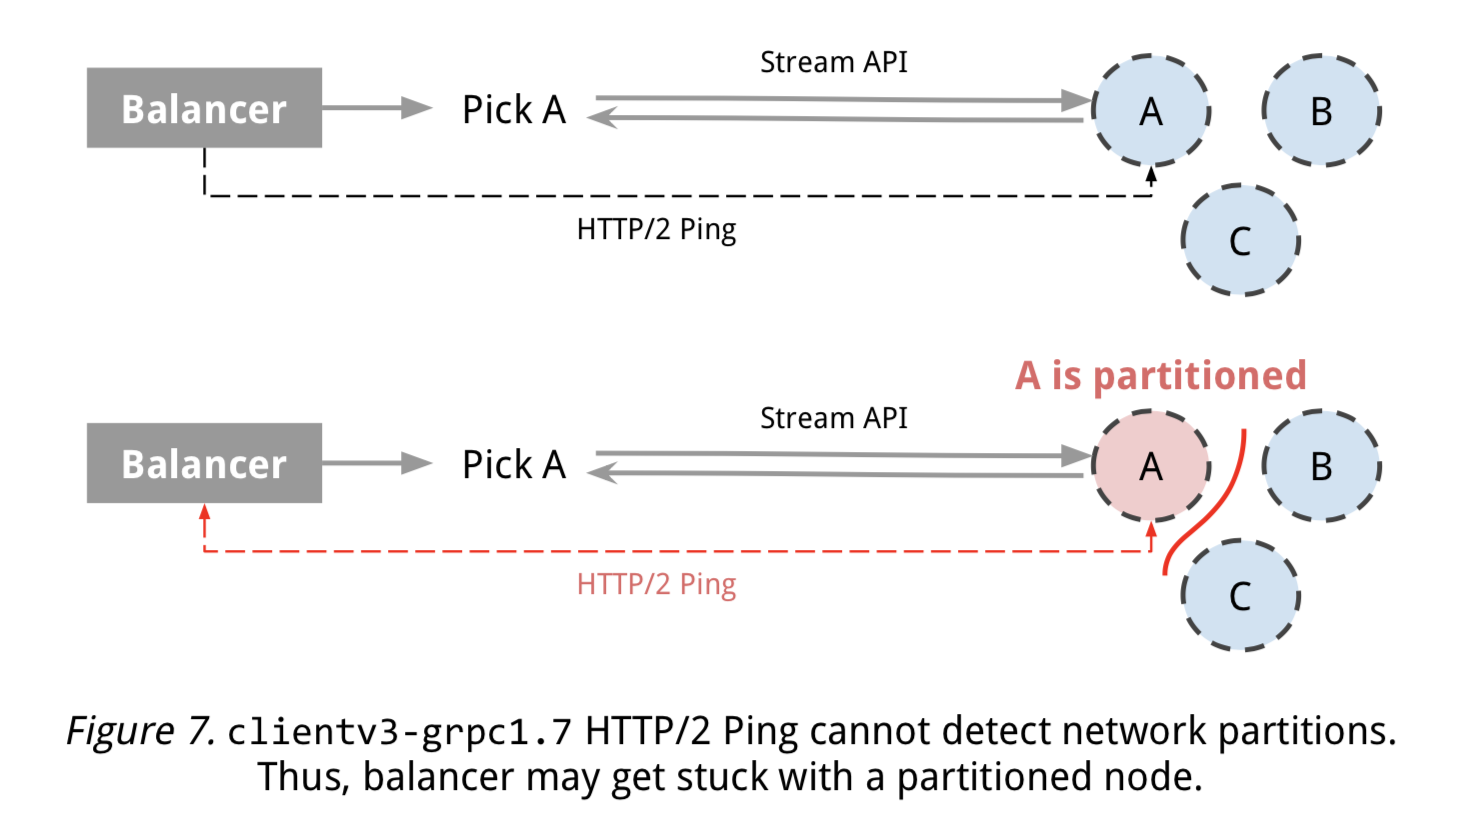 Stream API
Balancer
Pick A
A
B
HTTP/2 Ping
C
A is partitioned
Stream API
Balancer
Pick A
A
B
HTTP/2 Ping
C
Figure 7. clientv3-grpc1.7 HTTP/2 Ping cannot detect network partitions.
Thus, balancer may get stuck with a partitioned node.